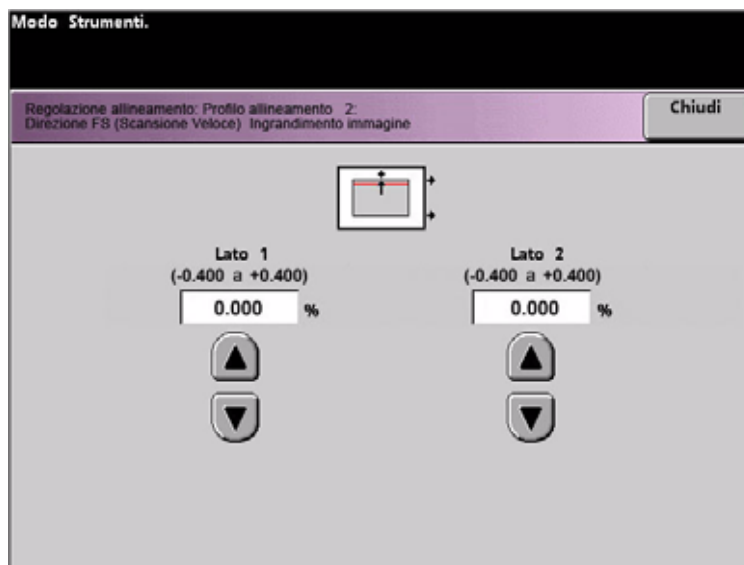 Modo Strumenti.
Regolazione allineamento: Profilo allineamento 2:
Direzione FS (Scansione Veloce) Ingrandimento immagine
Chiudi
Lato 1
(-0.400 a +0.400)
0.000 %
Lato 2
(-0.400 a +0.400)
0.000 %